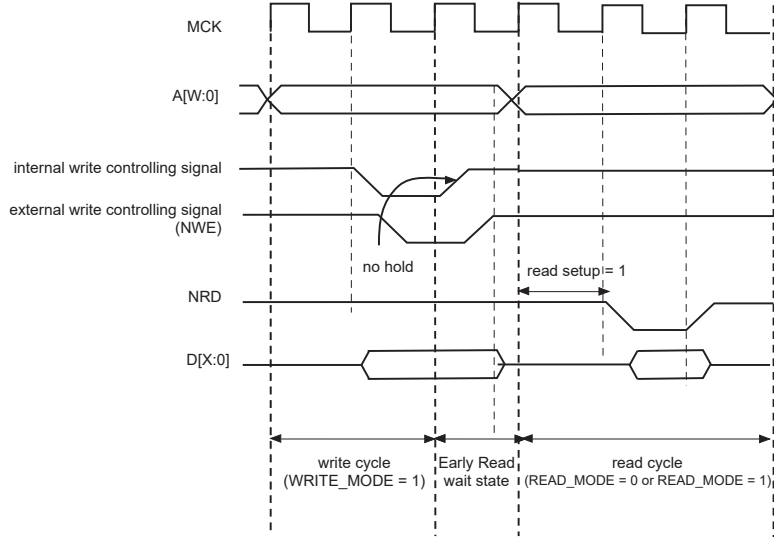 MCK
A[W:0]
internal write controlling signal
external write controlling signal
(NWE)
no hold
read setup = 1
NRD
D[X:0]
write cycle
(WRITE_MODE = 1)
Early Read
wait state
read cycle
(READ_MODE = 0 or READ_MODE = 1)